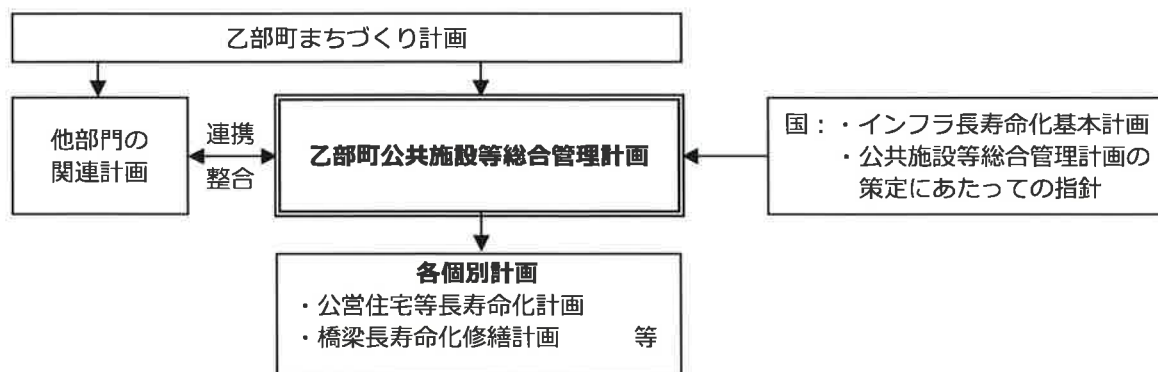 乙部町まちづくり計画
他部門の
関連計画
連携
整合
乙部町公共施設等総合管理計画
国：・インフラ長寿命化基本計画
・公共施設等総合管理計画の
策定にあたっての指針
各個別計画
・公営住宅等長寿命化計画
・橋梁長寿命化修繕計画　　等